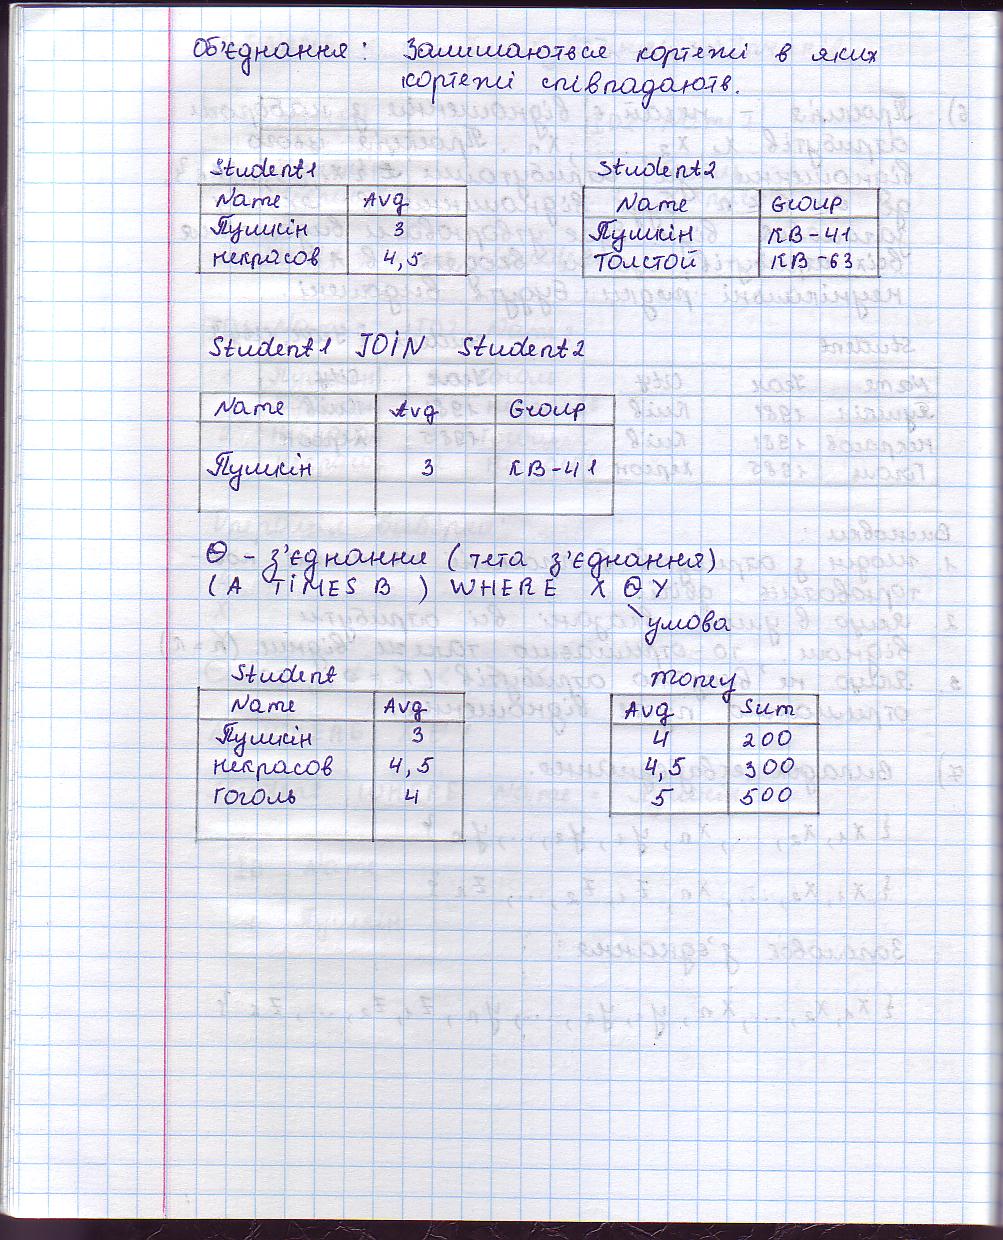 Об'єднання: Залишаються кортежі в яких
кортежі співпадають.
Student1
Name Avg
Пушкін 3
некрасов 4,5
Student2
Name Group
Пушкін КВ-41
Толстой КВ-63
Student1 JOIN Student2
Name Avg Group
Пушкін 3 КВ-41
Θ - з'єднання (тета з'єднання)
(A TIMES B) WHERE X Θ Y
умова
Student
Name Avg
Пушкін 3
некрасов 4,5
гоголь 4
money
Avg Sum
4 200
4,5 300
5 500